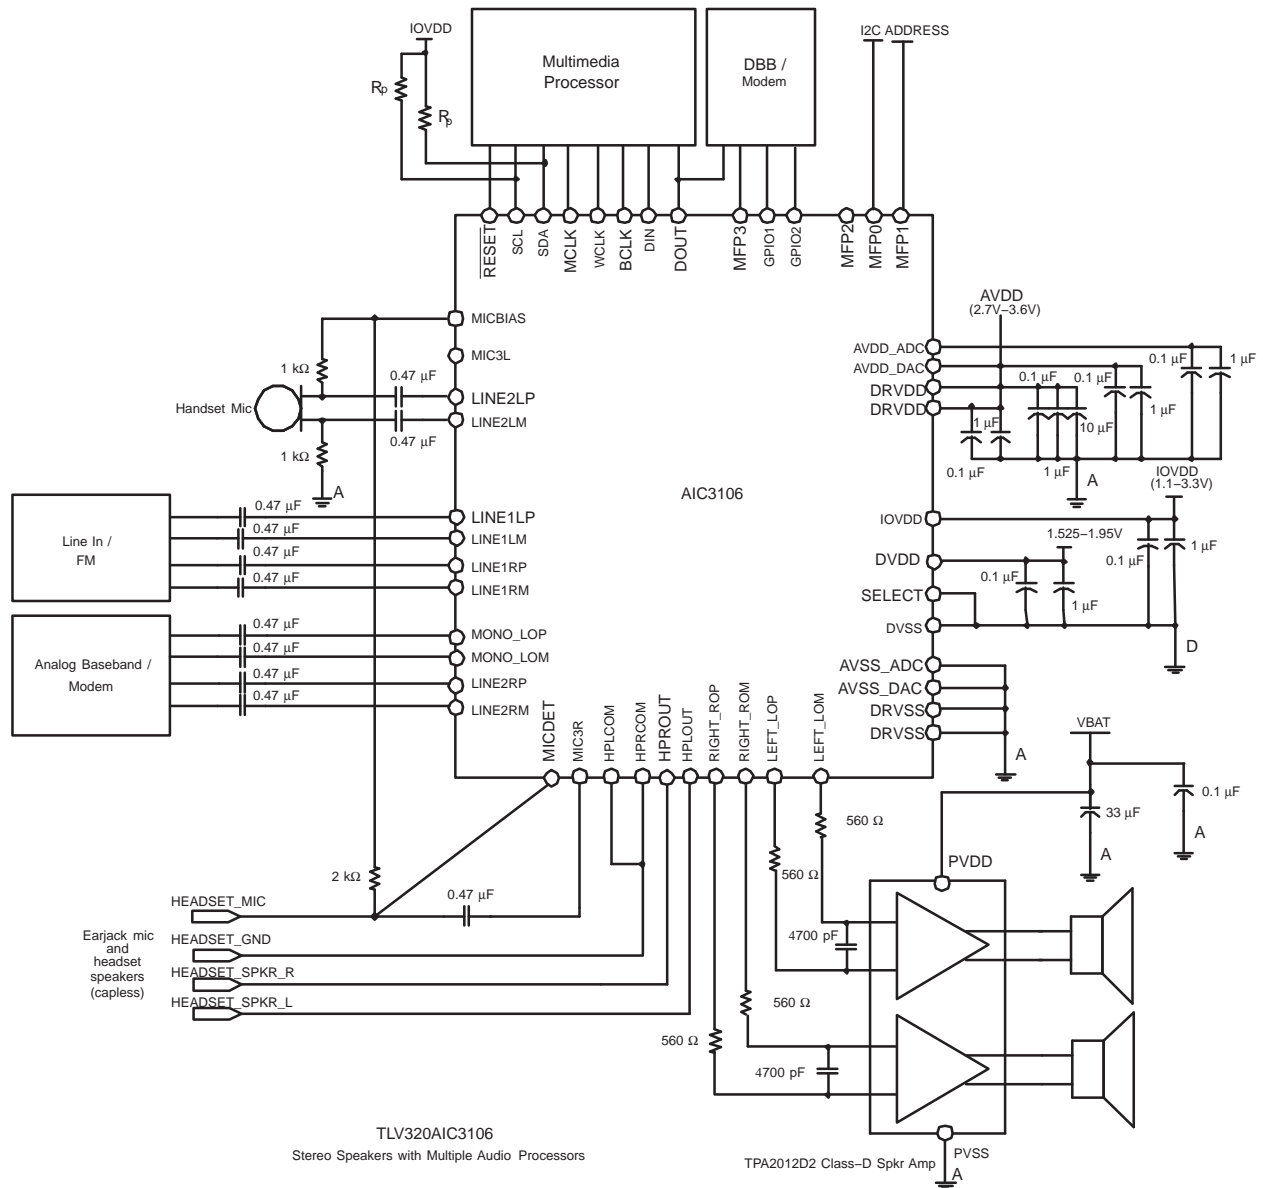 IOVDD
I2C ADDRESS
Multimedia
Processor
DBB /
Modem
Rp
Rp
RESET
SCL
SDA
MCLK
WCLK
BCLK
DIN
DOUT
MFP3
GPIO1
GPIO2
MFP2
MFP0
MFP1
AVDD
(2.7V−3.6V)
MICBIAS
MIC3L
LINE2LP
LINE2LM
1 kΩ
0.47 μF
Handset Mic
0.47 μF
1 kΩ
A
AVDD_ADC
AVDD_DAC
DRVDD
DRVDD
0.1 μF
1 μF
0.1 μF
0.1 μF
1 μF
1 μF
10 μF
0.1 μF
1 μF
A
AIC3106
IOVDD
(1.1−3.3V)
Line In /
FM
0.47 μF
0.47 μF
0.47 μF
0.47 μF
LINE1LP
LINE1LM
LINE1RP
LINE1RM
IOVDD
DVDD
SELECT
DVSS
1.525−1.95V
0.1 μF
1 μF
0.1 μF
1 μF
D
Analog Baseband /
Modem
0.47 μF
0.47 μF
0.47 μF
0.47 μF
MONO_LOP
MONO_LOM
LINE2RP
LINE2RM
AVSS_ADC
AVSS_DAC
DRVSS
DRVSS
A
MICDET
MIC3R
HPLCOM
HPRCOM
HPROUT
HPLOUT
RIGHT_ROP
RIGHT_ROM
LEFT_LOP
LEFT_LOM
VBAT
0.1 μF
33 μF
A
A
560 Ω
560 Ω
PVDD
2 kΩ
0.47 μF
HEADSET_MIC
HEADSET_GND
HEADSET_SPKR_R
HEADSET_SPKR_L
Earjack mic
and
headset
speakers
(capless)
4700 pF
560 Ω
560 Ω
4700 pF
TLV320AIC3106
Stereo Speakers with Multiple Audio Processors
TPA2012D2 Class−D Spkr Amp
PVSS
A